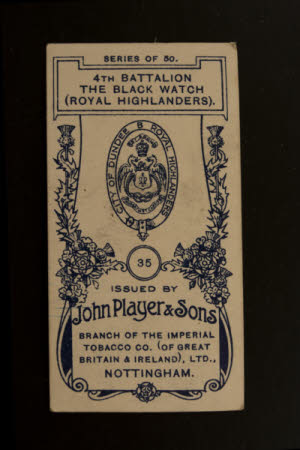 SERIES OF 50.
4TH BATTALION
THE BLACK WATCH
(ROYAL HIGHLANDERS).
CITY OF DUNDEE & ROYAL HIGHLANDERS
35
ISSUED BY
John Player & Sons
BRANCH OF THE IMPERIAL
TOBACCO CO. (OF GREAT
BRITAIN & IRELAND), LTD.,
NOTTINGHAM.